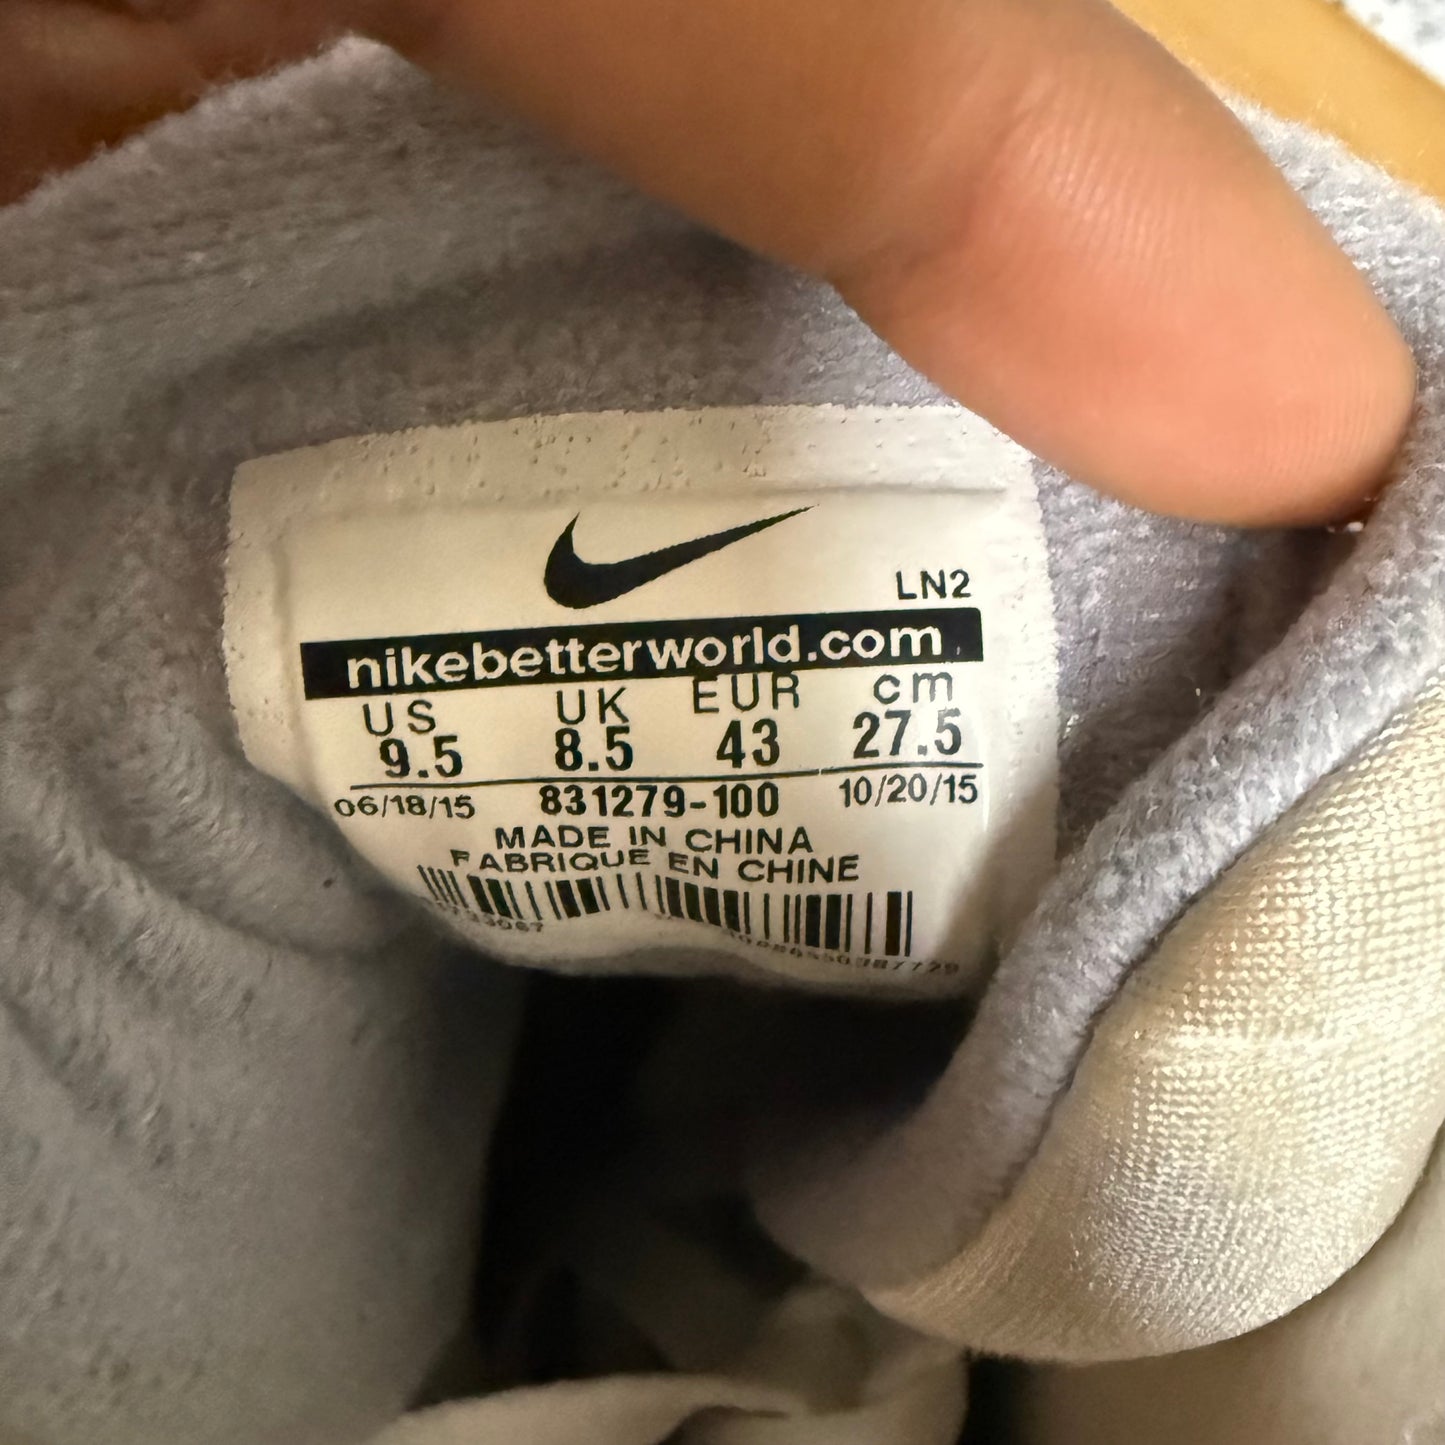 LN2
nikebetterworld.com
US UK EUR cm
9.5 8.5 43 27.5
06/18/15 831279-100 10/20/15
MADE IN CHINA
FABRIQUE EN CHINE